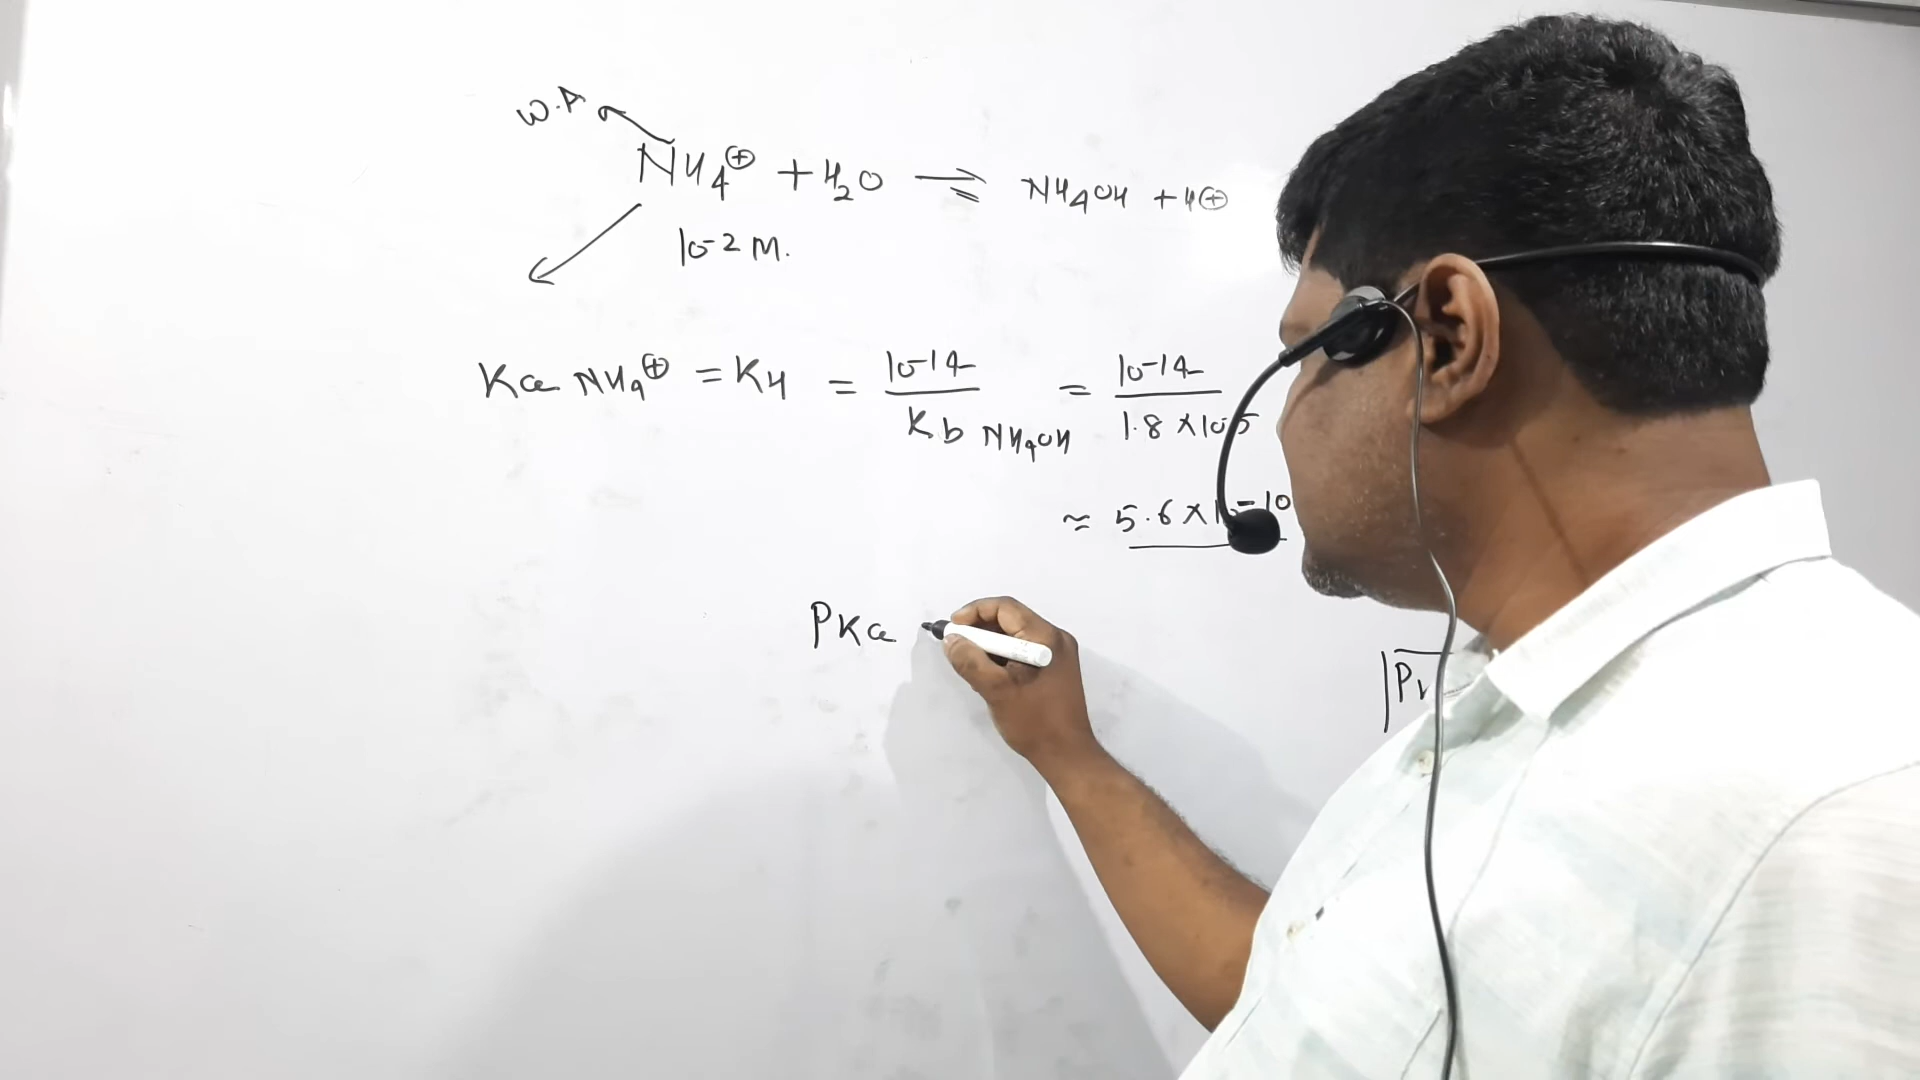 W.A
NH4⊕ + H2O ⇌ NH4OH + H⊕
10-2 M.
Ka NH4⊕ = KH = 10-14 / Kb NH4OH = 10-14 / 1.8 × 10-5
≈ 5.6 × 10-10
PKa